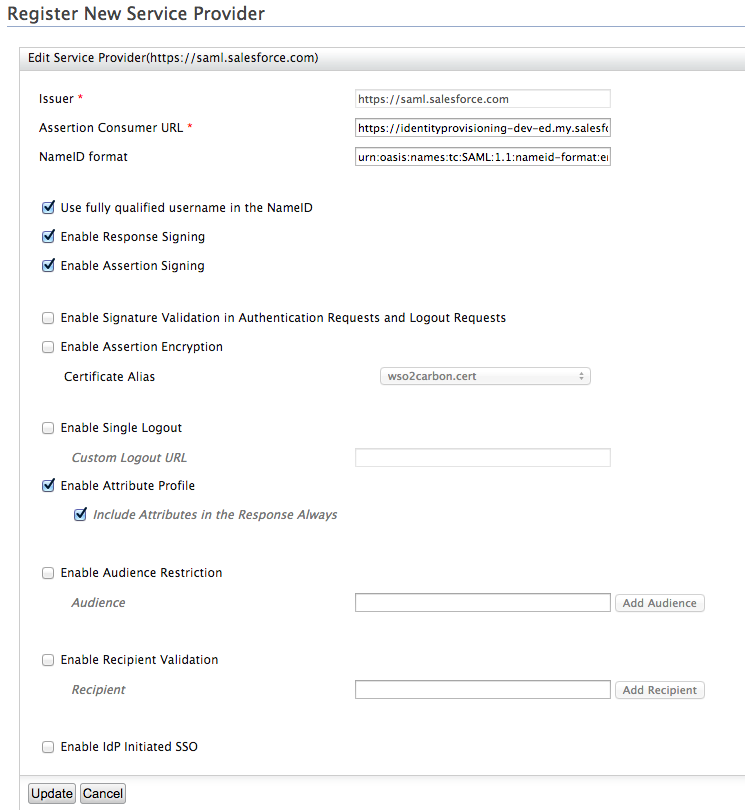 Register New Service Provider
Edit Service Provider(https://saml.salesforce.com)
Issuer * https://saml.salesforce.com
Assertion Consumer URL * https://identityprovisioning-dev-ed.my.salesfo
NameID format urn:oasis:names:tc:SAML:1.1:nameid-format:e
Use fully qualified username in the NameID
Enable Response Signing
Enable Assertion Signing
Enable Signature Validation in Authentication Requests and Logout Requests
Enable Assertion Encryption
Certificate Alias wso2carbon.cert
Enable Single Logout
Custom Logout URL
Enable Attribute Profile
Include Attributes in the Response Always
Enable Audience Restriction
Audience Add Audience
Enable Recipient Validation
Recipient Add Recipient
Enable IdP Initiated SSO
Update Cancel